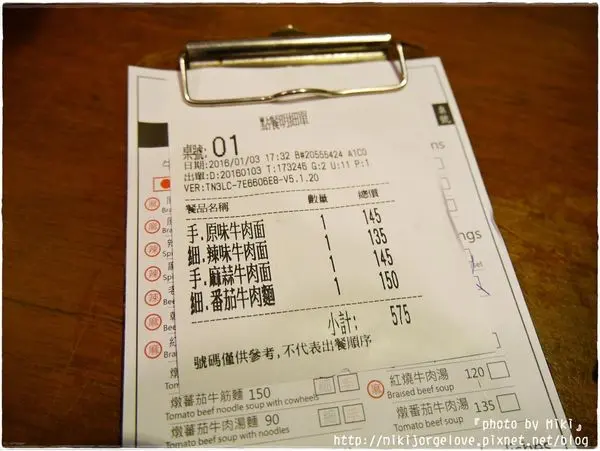 點餐明細單
桌號: 01
日期:2016/01/03 17:32 B#20555424 A1C0
出單:D:20160103 T:173246 G:2 U:11 P:1
VER:TN3LC-7E6606E8-V5.1.20
餐品名稱 數量 總價
手.原味牛肉面 1 145
細.辣味牛肉面 1 135
手.麻蒜牛肉面 1 145
細.番茄牛肉麵 1 150
小計: 575
號碼僅供參考,不代表出餐順序
燉蕃茄牛筋麵 150
Tomato beef noodle soup with cowheels
燉蕃茄牛肉湯麵 90
Tomato beef soup with noodles
紅燒牛肉湯 120
Braised beef soup
燉蕃茄牛肉湯 135
Tomato beef soup
『photo by Miki』
http://mikijorgelove.pixnet.net/blog